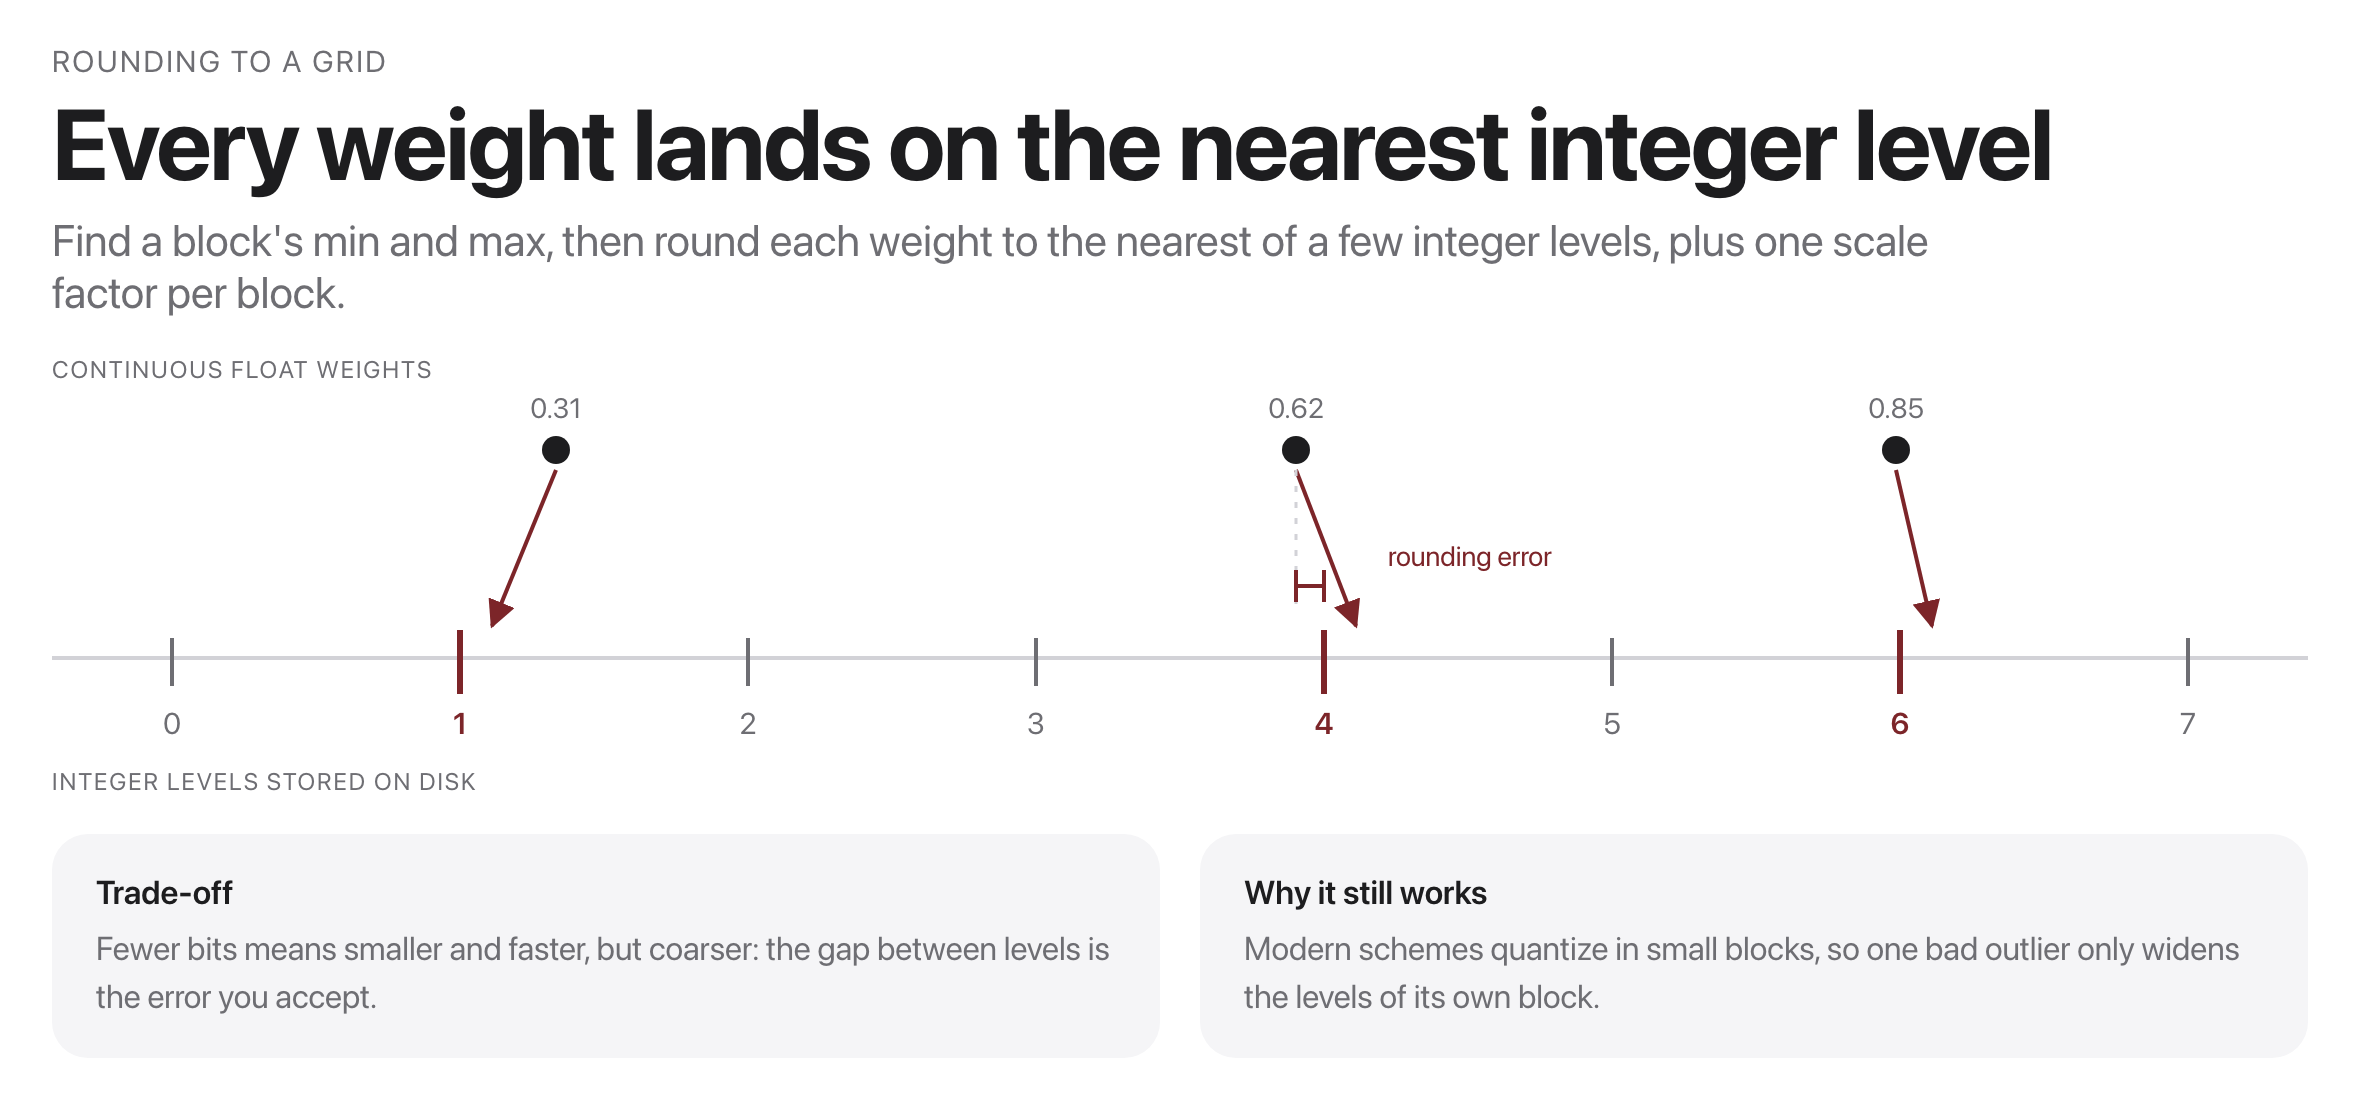 ROUNDING TO A GRID
Every weight lands on the nearest integer level
Find a block's min and max, then round each weight to the nearest of a few integer levels, plus one scale
factor per block.
CONTINUOUS FLOAT WEIGHTS
0.31 0.62 0.85
rounding error
0 1 2 3 4 5 6 7
INTEGER LEVELS STORED ON DISK
Trade-off
Fewer bits means smaller and faster, but coarser: the gap between levels is
the error you accept.
Why it still works
Modern schemes quantize in small blocks, so one bad outlier only widens
the levels of its own block.